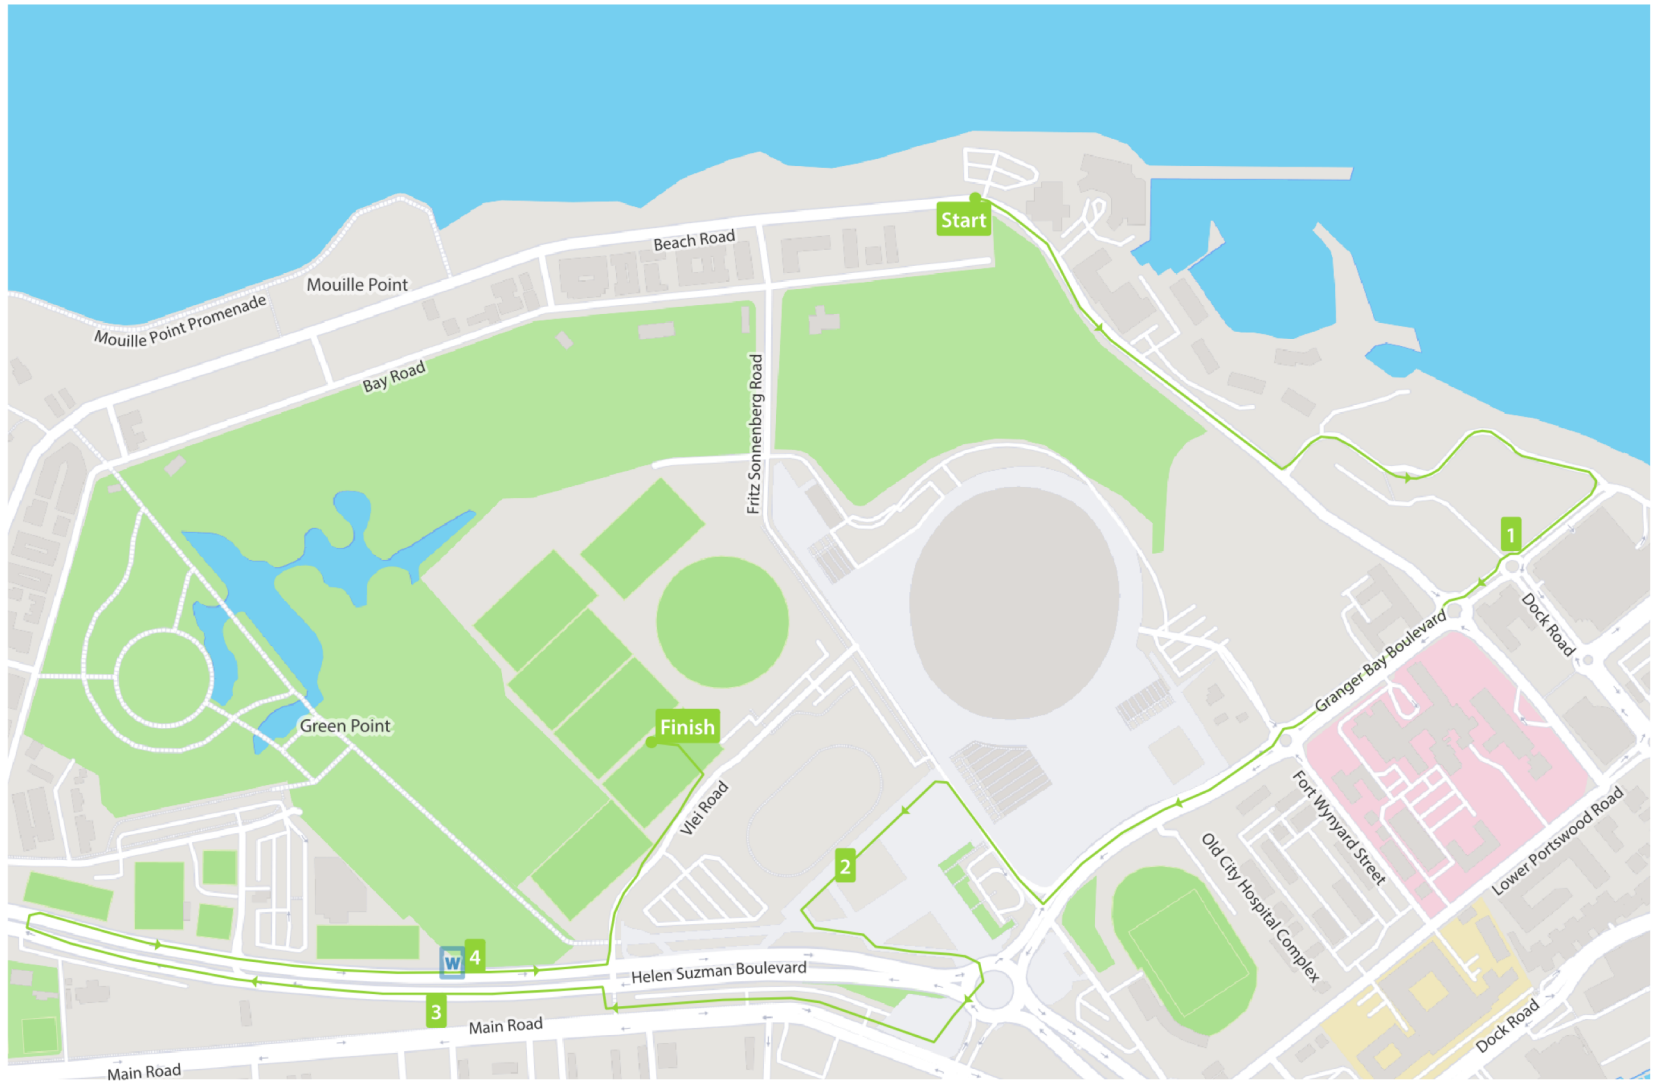 Start
Beach Road
Mouille Point
Mouille Point Promenade
Bay Road
Fritz Sonnenberg Road
1
Dock Road
Granger Bay Boulevard
Green Point
Finish
Vlei Road
Fort Wynyard Street
Lower Portswood Road
Old City Hospital Complex
2
W
4
Helen Suzman Boulevard
3
Main Road
Dock Road
Main Road